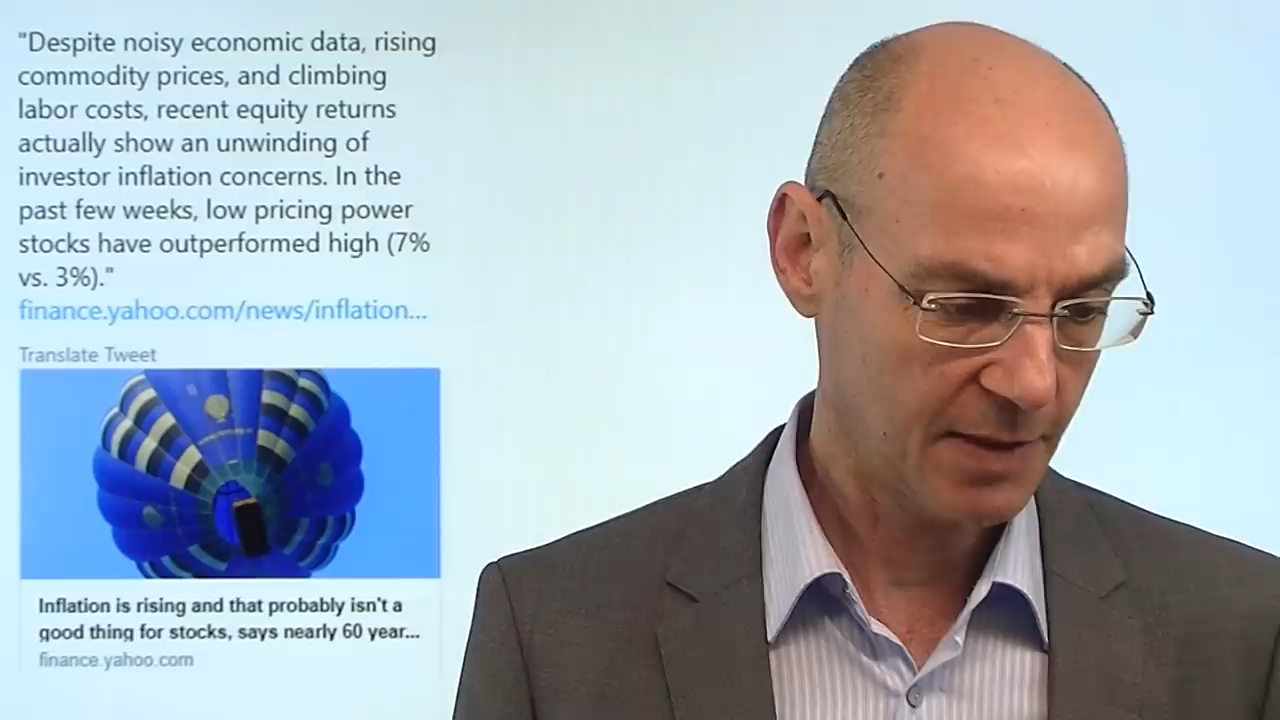 "Despite noisy economic data, rising
commodity prices, and climbing
labor costs, recent equity returns
actually show an unwinding of
investor inflation concerns. In the
past few weeks, low pricing power
stocks have outperformed high (7%
vs. 3%)."
finance.yahoo.com/news/inflation...
Translate Tweet
Inflation is rising and that probably isn't a
good thing for stocks, says nearly 60 year...
finance.yahoo.com